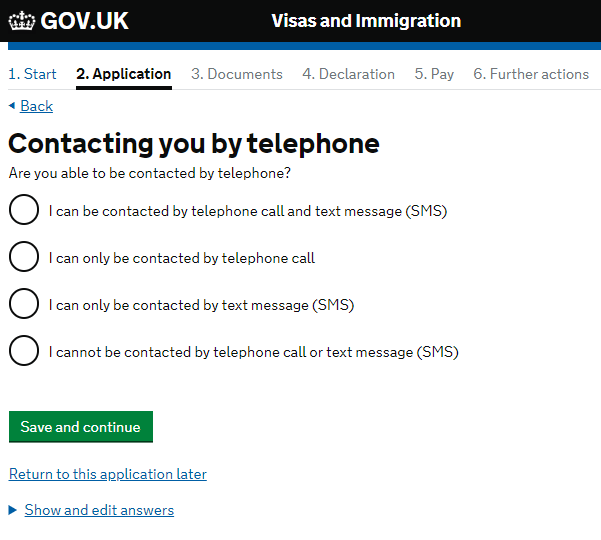 GOV.UK Visas and Immigration
1. Start 2. Application 3. Documents 4. Declaration 5. Pay 6. Further actions
Back
Contacting you by telephone
Are you able to be contacted by telephone?
I can be contacted by telephone call and text message (SMS)
I can only be contacted by telephone call
I can only be contacted by text message (SMS)
I cannot be contacted by telephone call or text message (SMS)
Save and continue
Return to this application later
Show and edit answers